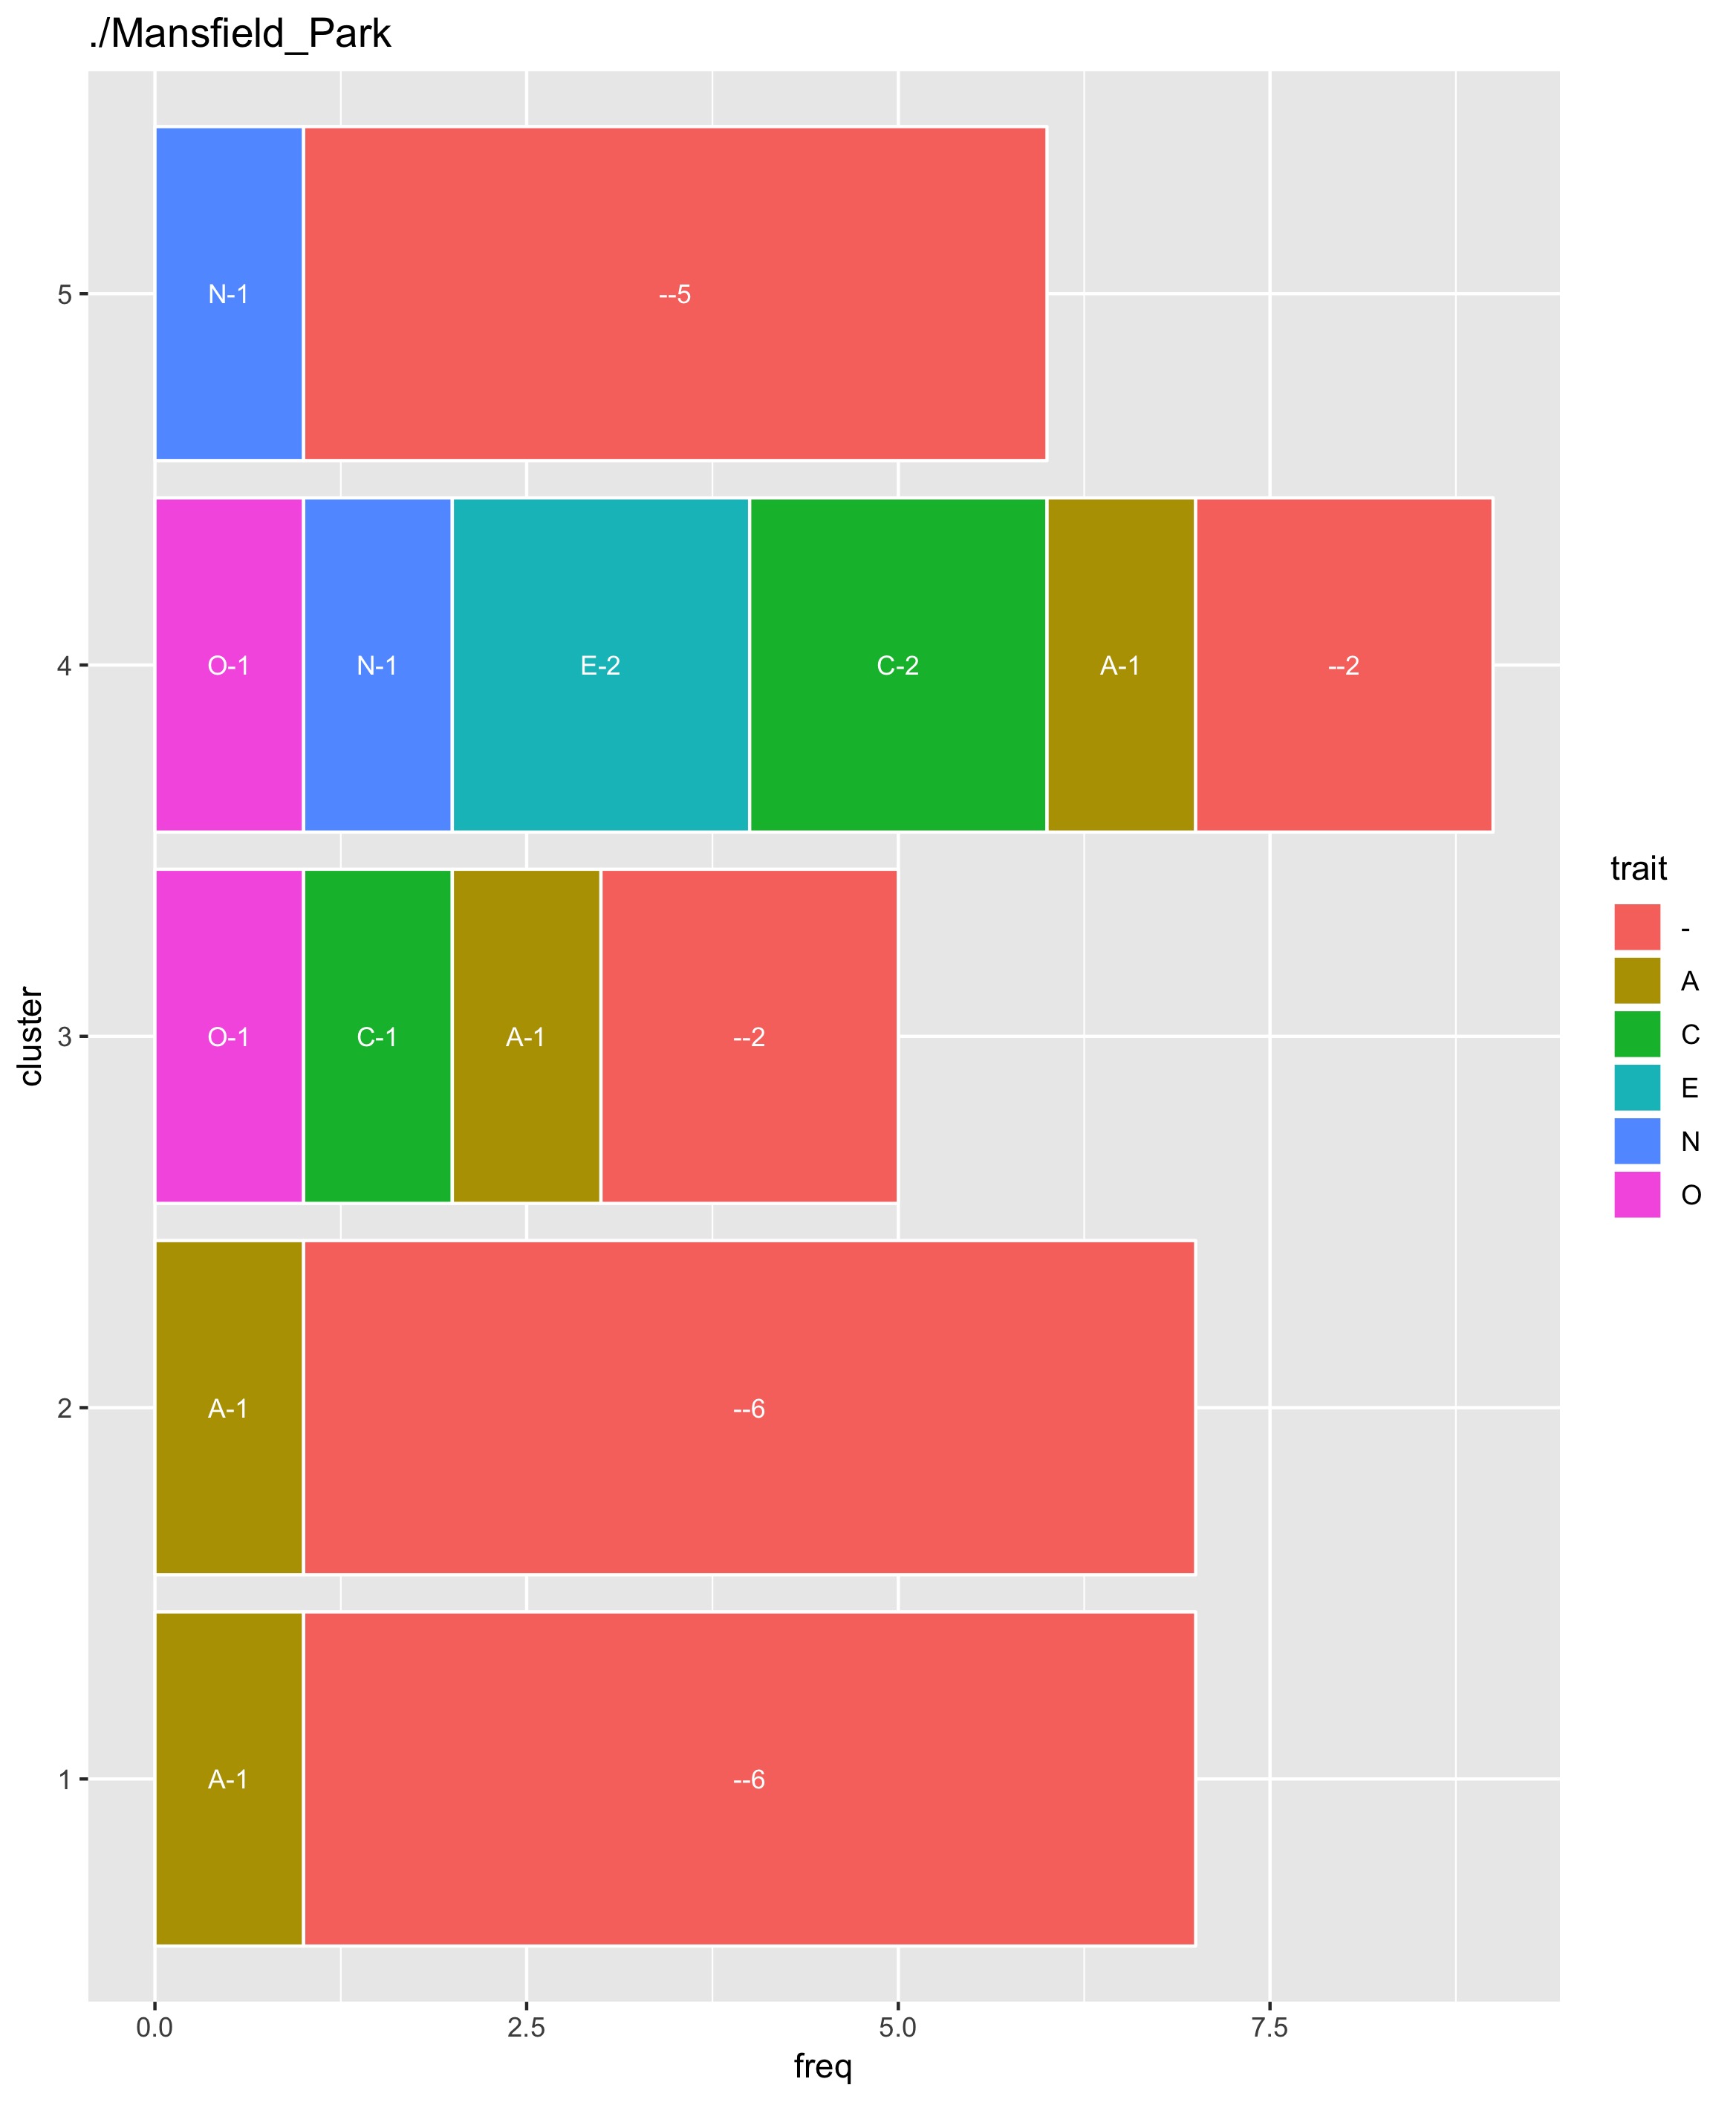 ./Mansfield_Park
5
N-1
--5
4
O-1
N-1
E-2
C-2
A-1
--2
3
O-1
C-1
A-1
--2
2
A-1
--6
1
A-1
--6
cluster
0.0
2.5
5.0
7.5
freq
trait
-
A
C
E
N
O